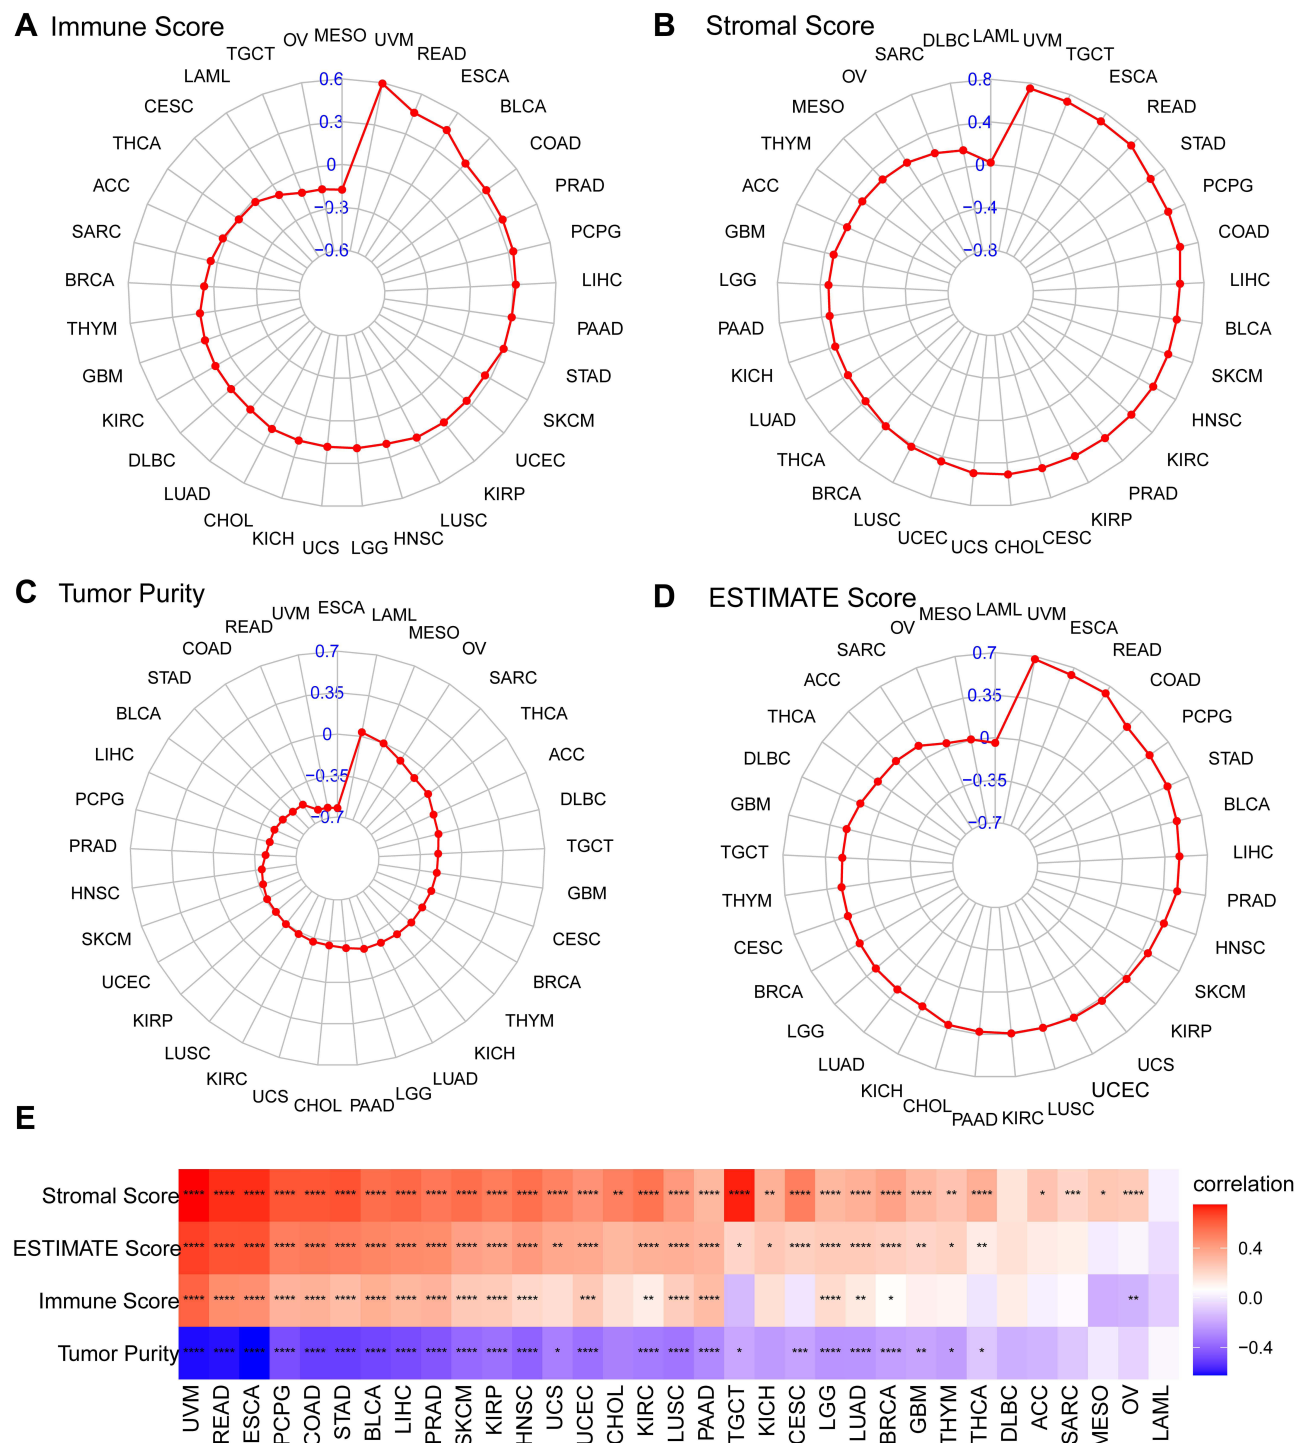 A Immune Score
MESO
UVM
READ
ESCA
BLCA
COAD
PRAD
PCPG
LIHC
PAAD
STAD
SKCM
UCEC
KIRP
LUSC
HNSC
LGG
UCS
KICH
CHOL
LUAD
DLBC
KIRC
GBM
THYM
BRCA
SARC
ACC
THCA
CESC
LAML
TGCT
OV
0.6
0.3
0
−0.3
−0.6
B Stromal Score
LAML
UVM
TGCT
ESCA
READ
STAD
PCPG
COAD
LIHC
BLCA
SKCM
HNSC
KIRC
PRAD
KIRP
CESC
CHOL
UCS
UCEC
LUSC
BRCA
THCA
LUAD
KICH
PAAD
LGG
GBM
ACC
THYM
MESO
OV
SARC
DLBC
0.8
0.4
0
−0.4
−0.8
C Tumor Purity
ESCA
LAML
MESO
OV
SARC
THCA
ACC
DLBC
TGCT
GBM
CESC
BRCA
THYM
KICH
LUAD
LGG
PAAD
CHOL
UCS
KIRC
LUSC
KIRP
UCEC
SKCM
HNSC
PRAD
PCPG
LIHC
BLCA
STAD
COAD
READ
UVM
0.7
0.35
0
−0.35
−0.7
D ESTIMATE Score
LAML
UVM
ESCA
READ
COAD
PCPG
STAD
BLCA
LIHC
PRAD
HNSC
SKCM
KIRP
UCS
UCEC
LUSC
KIRC
PAAD
CHOL
KICH
LUAD
LGG
BRCA
CESC
THYM
TGCT
GBM
DLBC
THCA
ACC
SARC
OV
MESO
0.7
0.35
0
−0.35
−0.7
E
Stromal Score **** **** **** **** **** **** **** **** **** **** **** **** **** **** ** **** **** **** **** ** **** **** **** **** **** ** **** * *** * ****
ESTIMATE Score **** **** **** **** **** **** **** **** **** **** **** **** ** **** **** **** **** * * **** **** **** **** ** * **
Immune Score **** **** **** **** **** **** **** **** **** **** **** **** *** ** **** **** **** ** * **
Tumor Purity **** **** **** **** **** **** **** **** **** **** **** **** * **** **** **** **** * *** **** **** **** ** * *
UVM READ ESCA PCPG COAD STAD BLCA LIHC PRAD SKCM KIRP HNSC UCS UCEC CHOL KIRC LUSC PAAD TGCT KICH CESC LGG LUAD BRCA GBM THYM THCA DLBC ACC SARC MESO OV LAML
correlation
0.4
0.0
−0.4